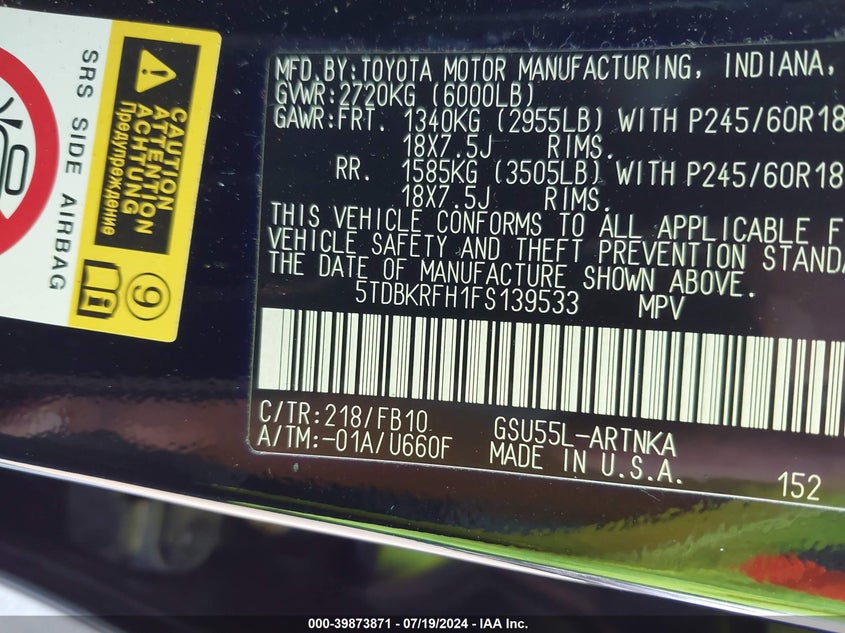 SRS SIDE AIRBAG
CAUTION
ATTENTION
ACHTUNG
Предупреждение
9
MFD.BY:TOYOTA MOTOR MANUFACTURING, INDIANA,
GVWR:2720KG (6000LB)
GAWR:FRT. 1340KG (2955LB) WITH P245/60R18
18X7.5J RIMS.
RR. 1585KG (3505LB) WITH P245/60R18
18X7.5J RIMS.
THIS VEHICLE CONFORMS TO ALL APPLICABLE F
VEHICLE SAFETY AND THEFT PREVENTION STANDA
THE DATE OF MANUFACTURE SHOWN ABOVE.
5TDBKRFH1FS139533 MPV
C/TR:218/FB10 GSU55L-ARTNKA
A/TM:-01A/U660F MADE IN U.S.A.
152
000-39873871 - 07/19/2024 - IAA Inc.